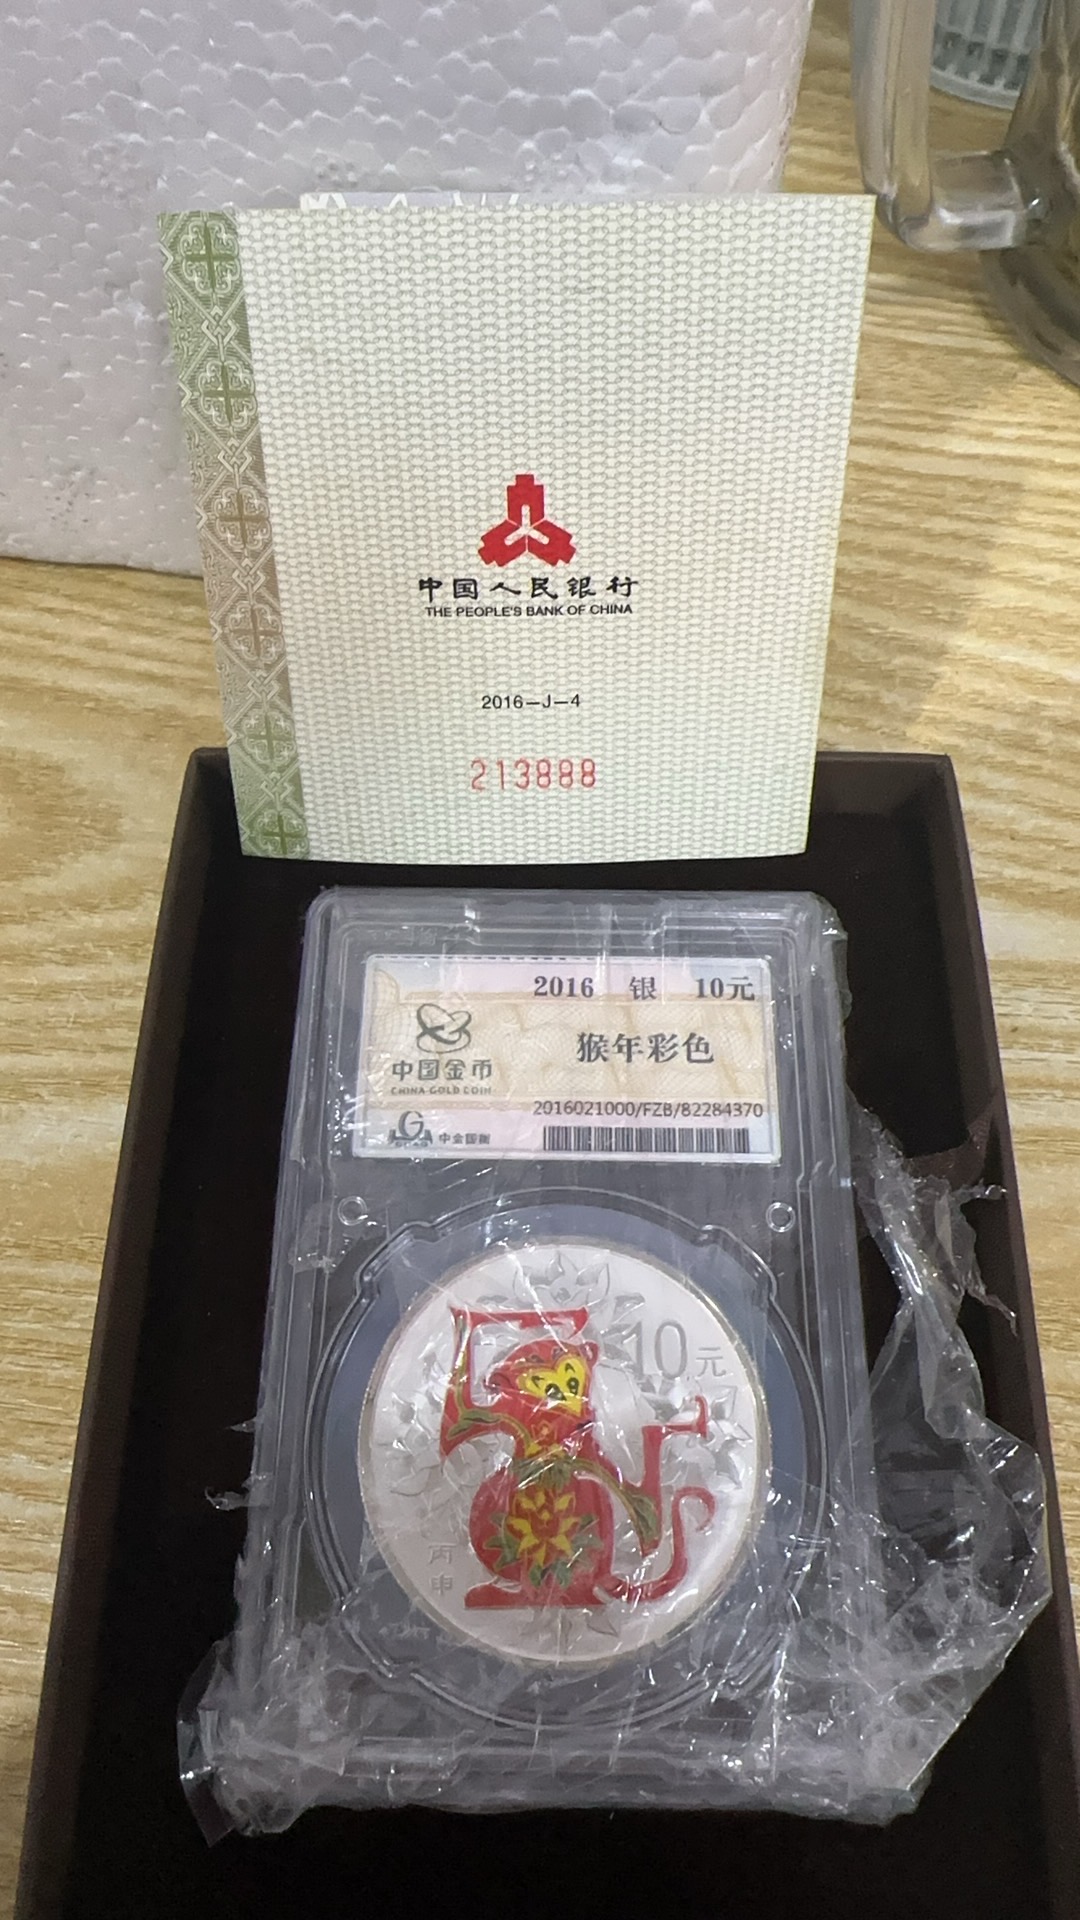 中国人民银行
THE PEOPLE'S BANK OF CHINA
2016-J-4
213888
2016 银 10元
猴年彩色
中国金币
CHINA GOLD COIN
2016021000/FZB/82284370
中金国衡
10元
丙
申